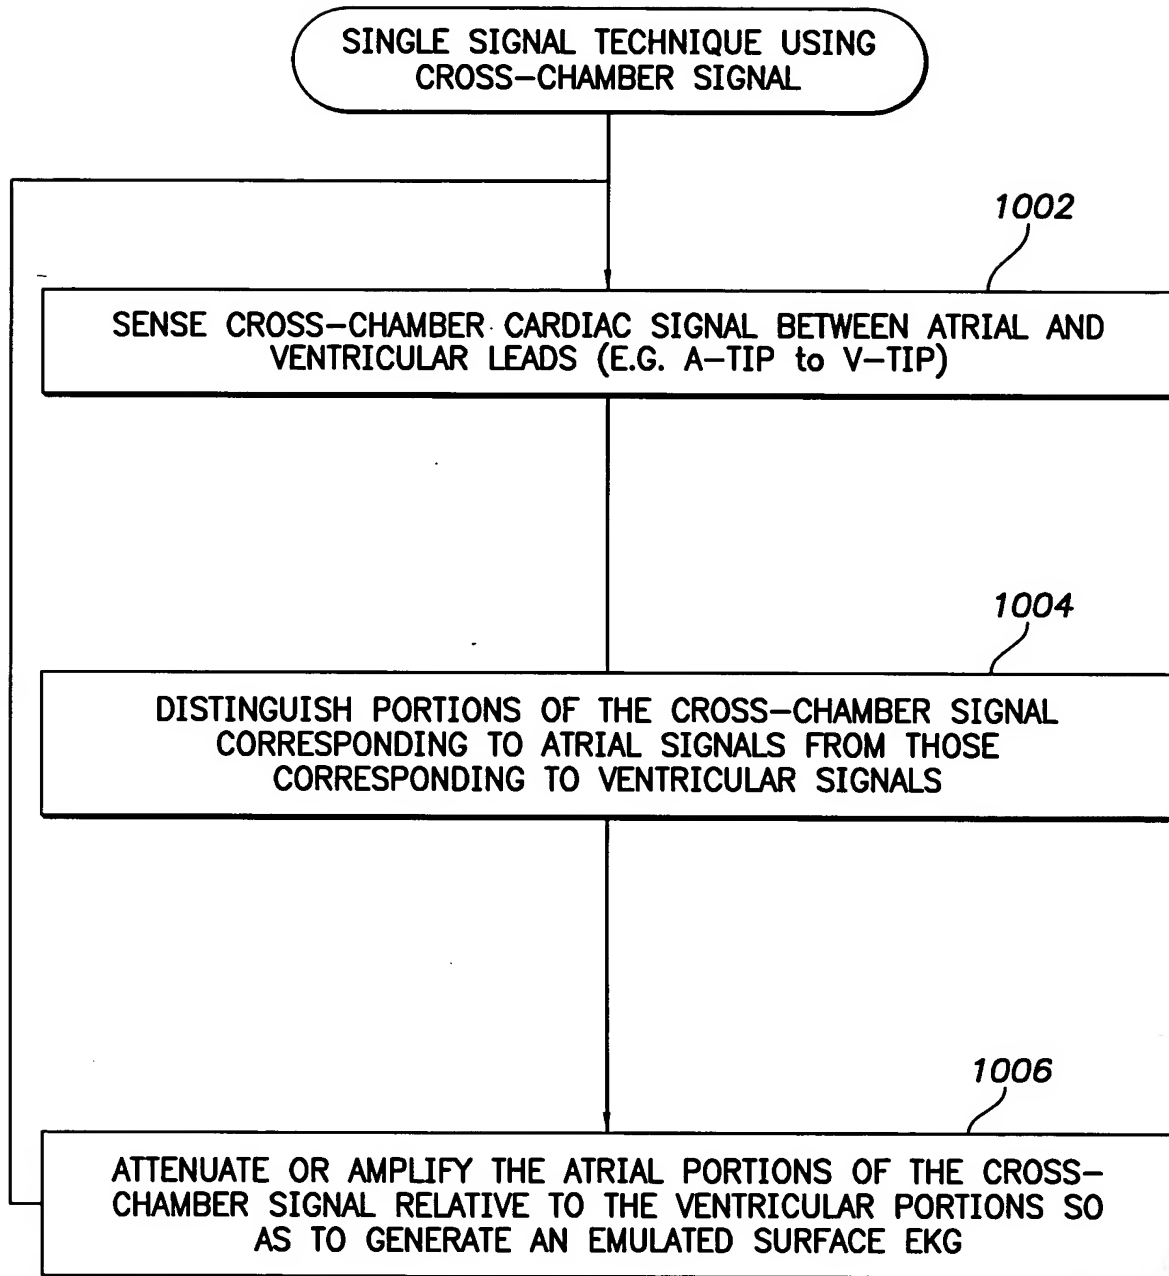 SINGLE SIGNAL TECHNIQUE USING
CROSS-CHAMBER SIGNAL
1002
SENSE CROSS-CHAMBER CARDIAC SIGNAL BETWEEN ATRIAL AND
VENTRICULAR LEADS (E.G. A-TIP to V-TIP)
1004
DISTINGUISH PORTIONS OF THE CROSS-CHAMBER SIGNAL
CORRESPONDING TO ATRIAL SIGNALS FROM THOSE
CORRESPONDING TO VENTRICULAR SIGNALS
1006
ATTENUATE OR AMPLIFY THE ATRIAL PORTIONS OF THE CROSS-
CHAMBER SIGNAL RELATIVE TO THE VENTRICULAR PORTIONS SO
AS TO GENERATE AN EMULATED SURFACE EKG